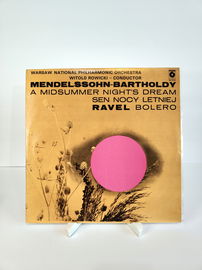 WARSAW NATIONAL PHILHARMONIC ORCHESTRA
WITOLD ROWICKI – CONDUCTOR
MENDELSSOHN-BARTHOLDY
A MIDSUMMER NIGHT'S DREAM
SEN NOCY LETNIEJ
RAVEL BOLERO